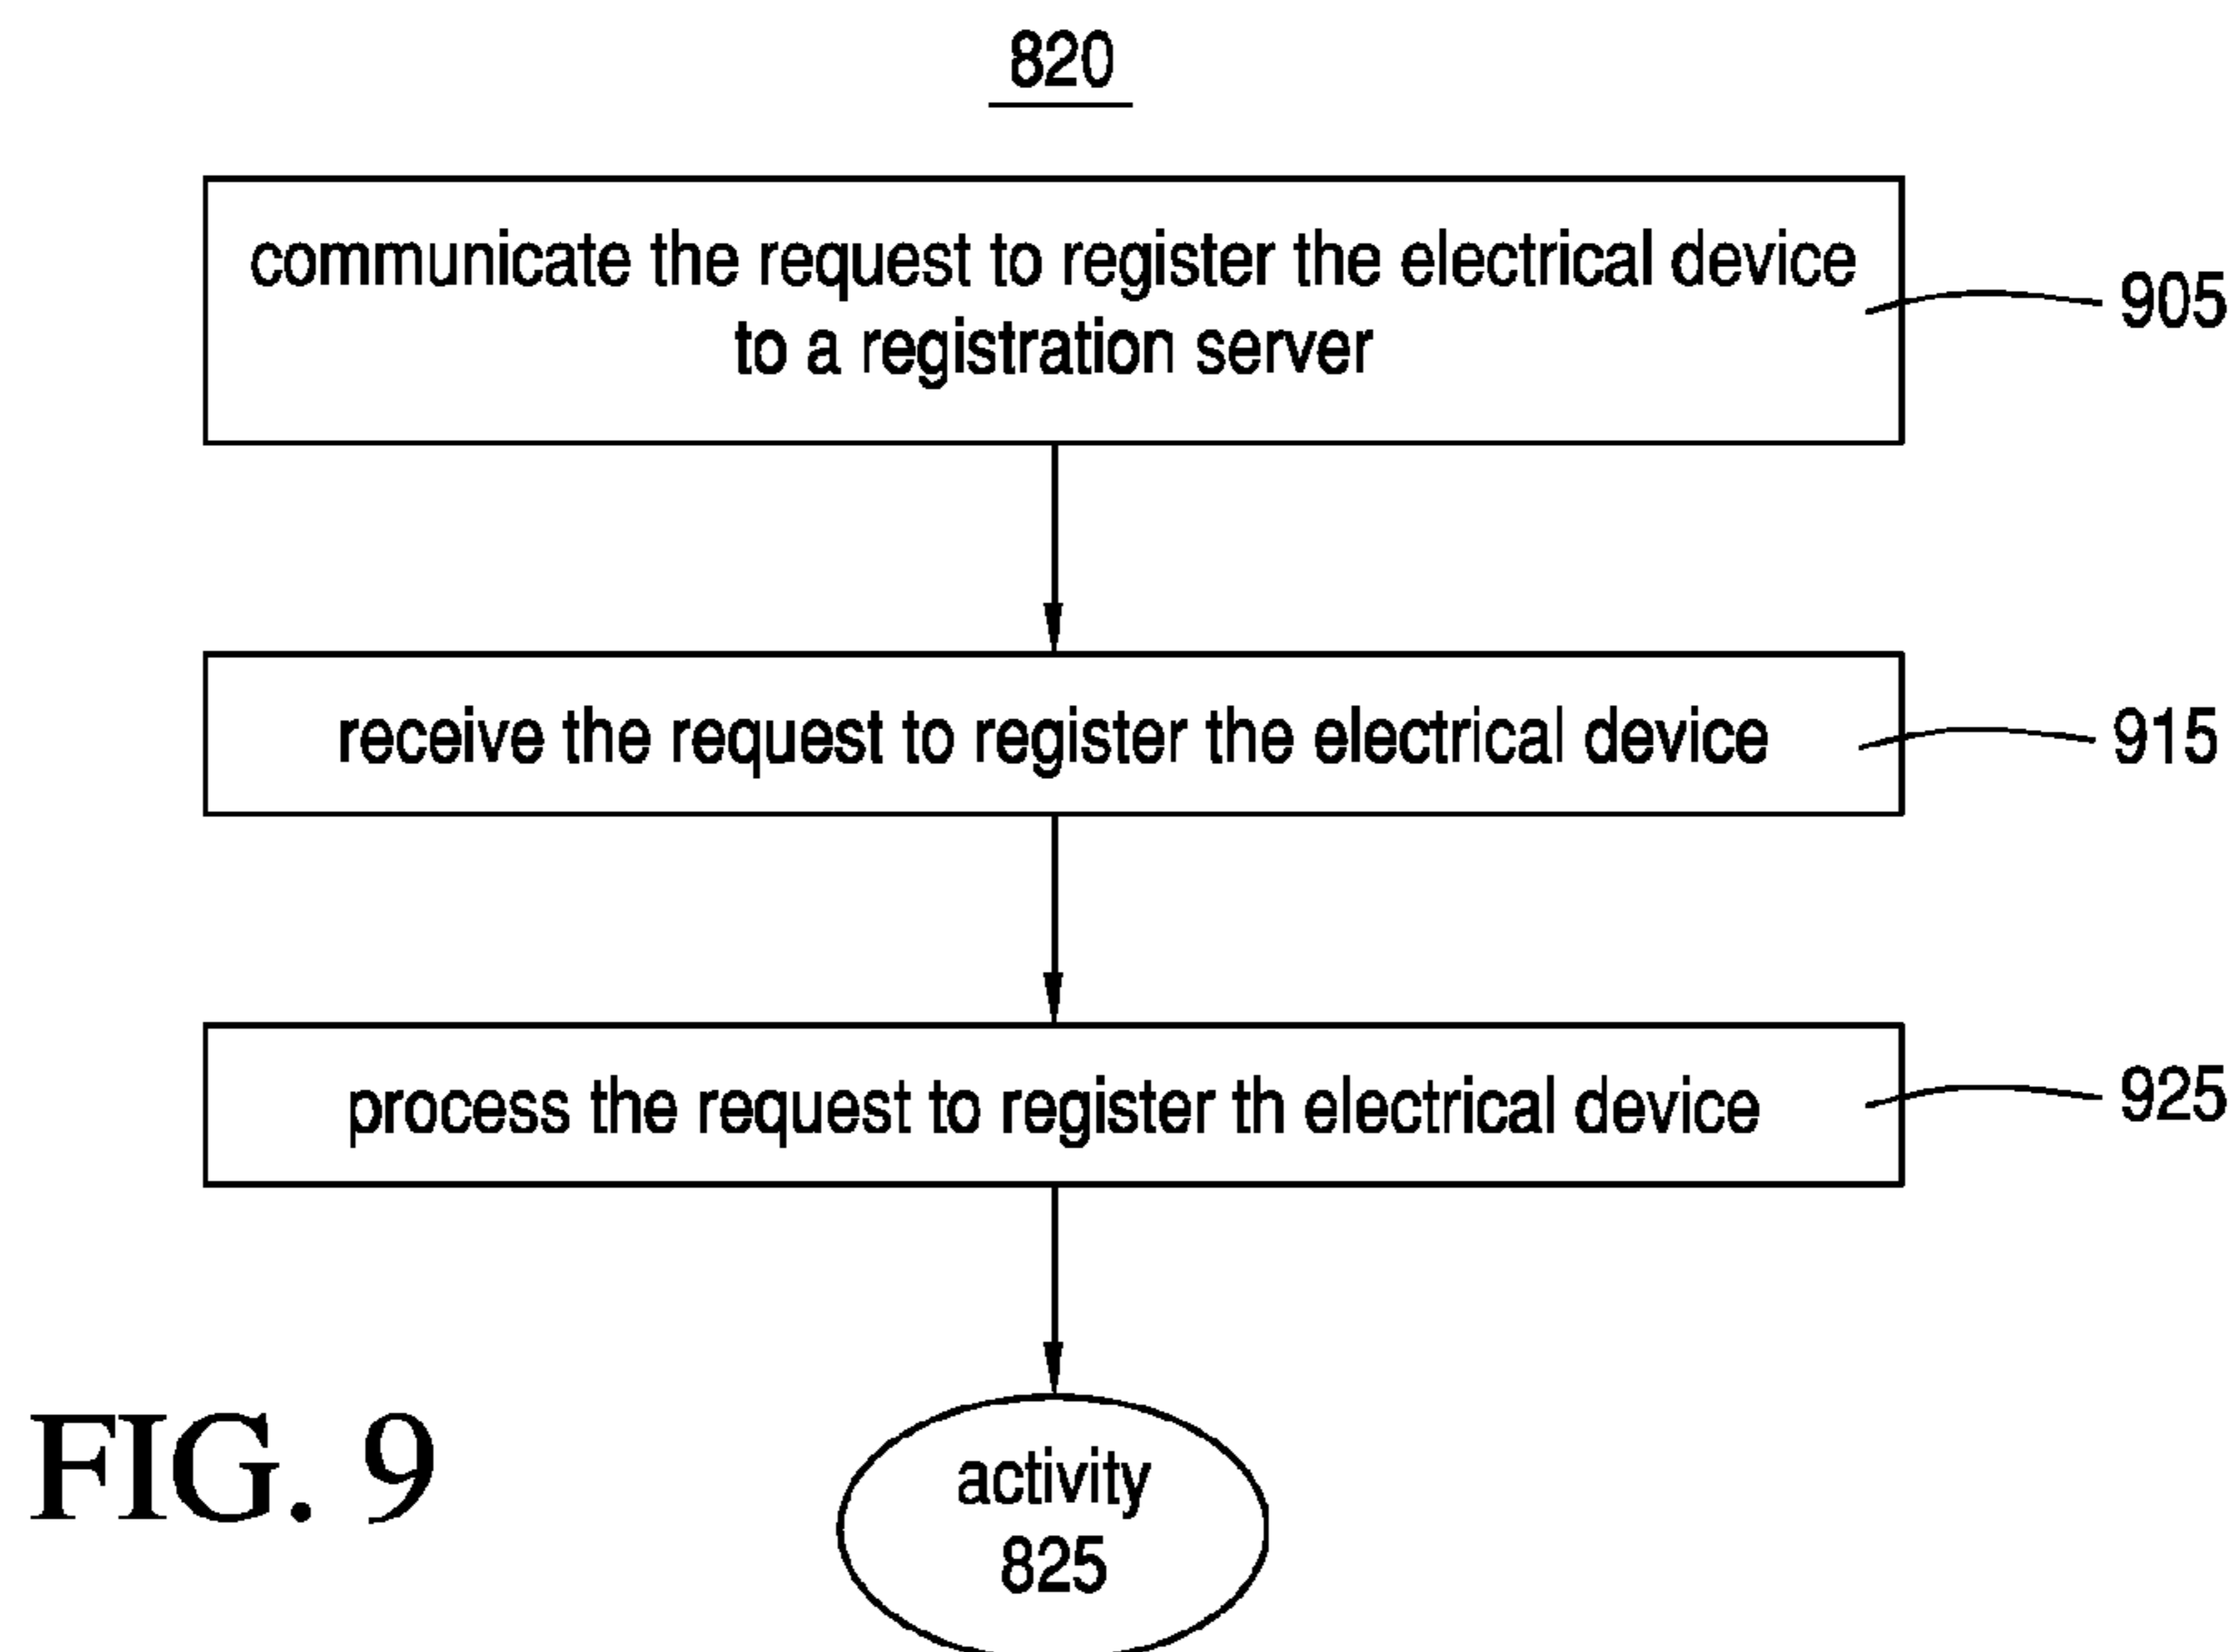 820
communicate the request to register the electrical device
to a registration server
905
receive the request to register the electrical device
915
process the request to register th electrical device
925
activity
825
FIG. 9